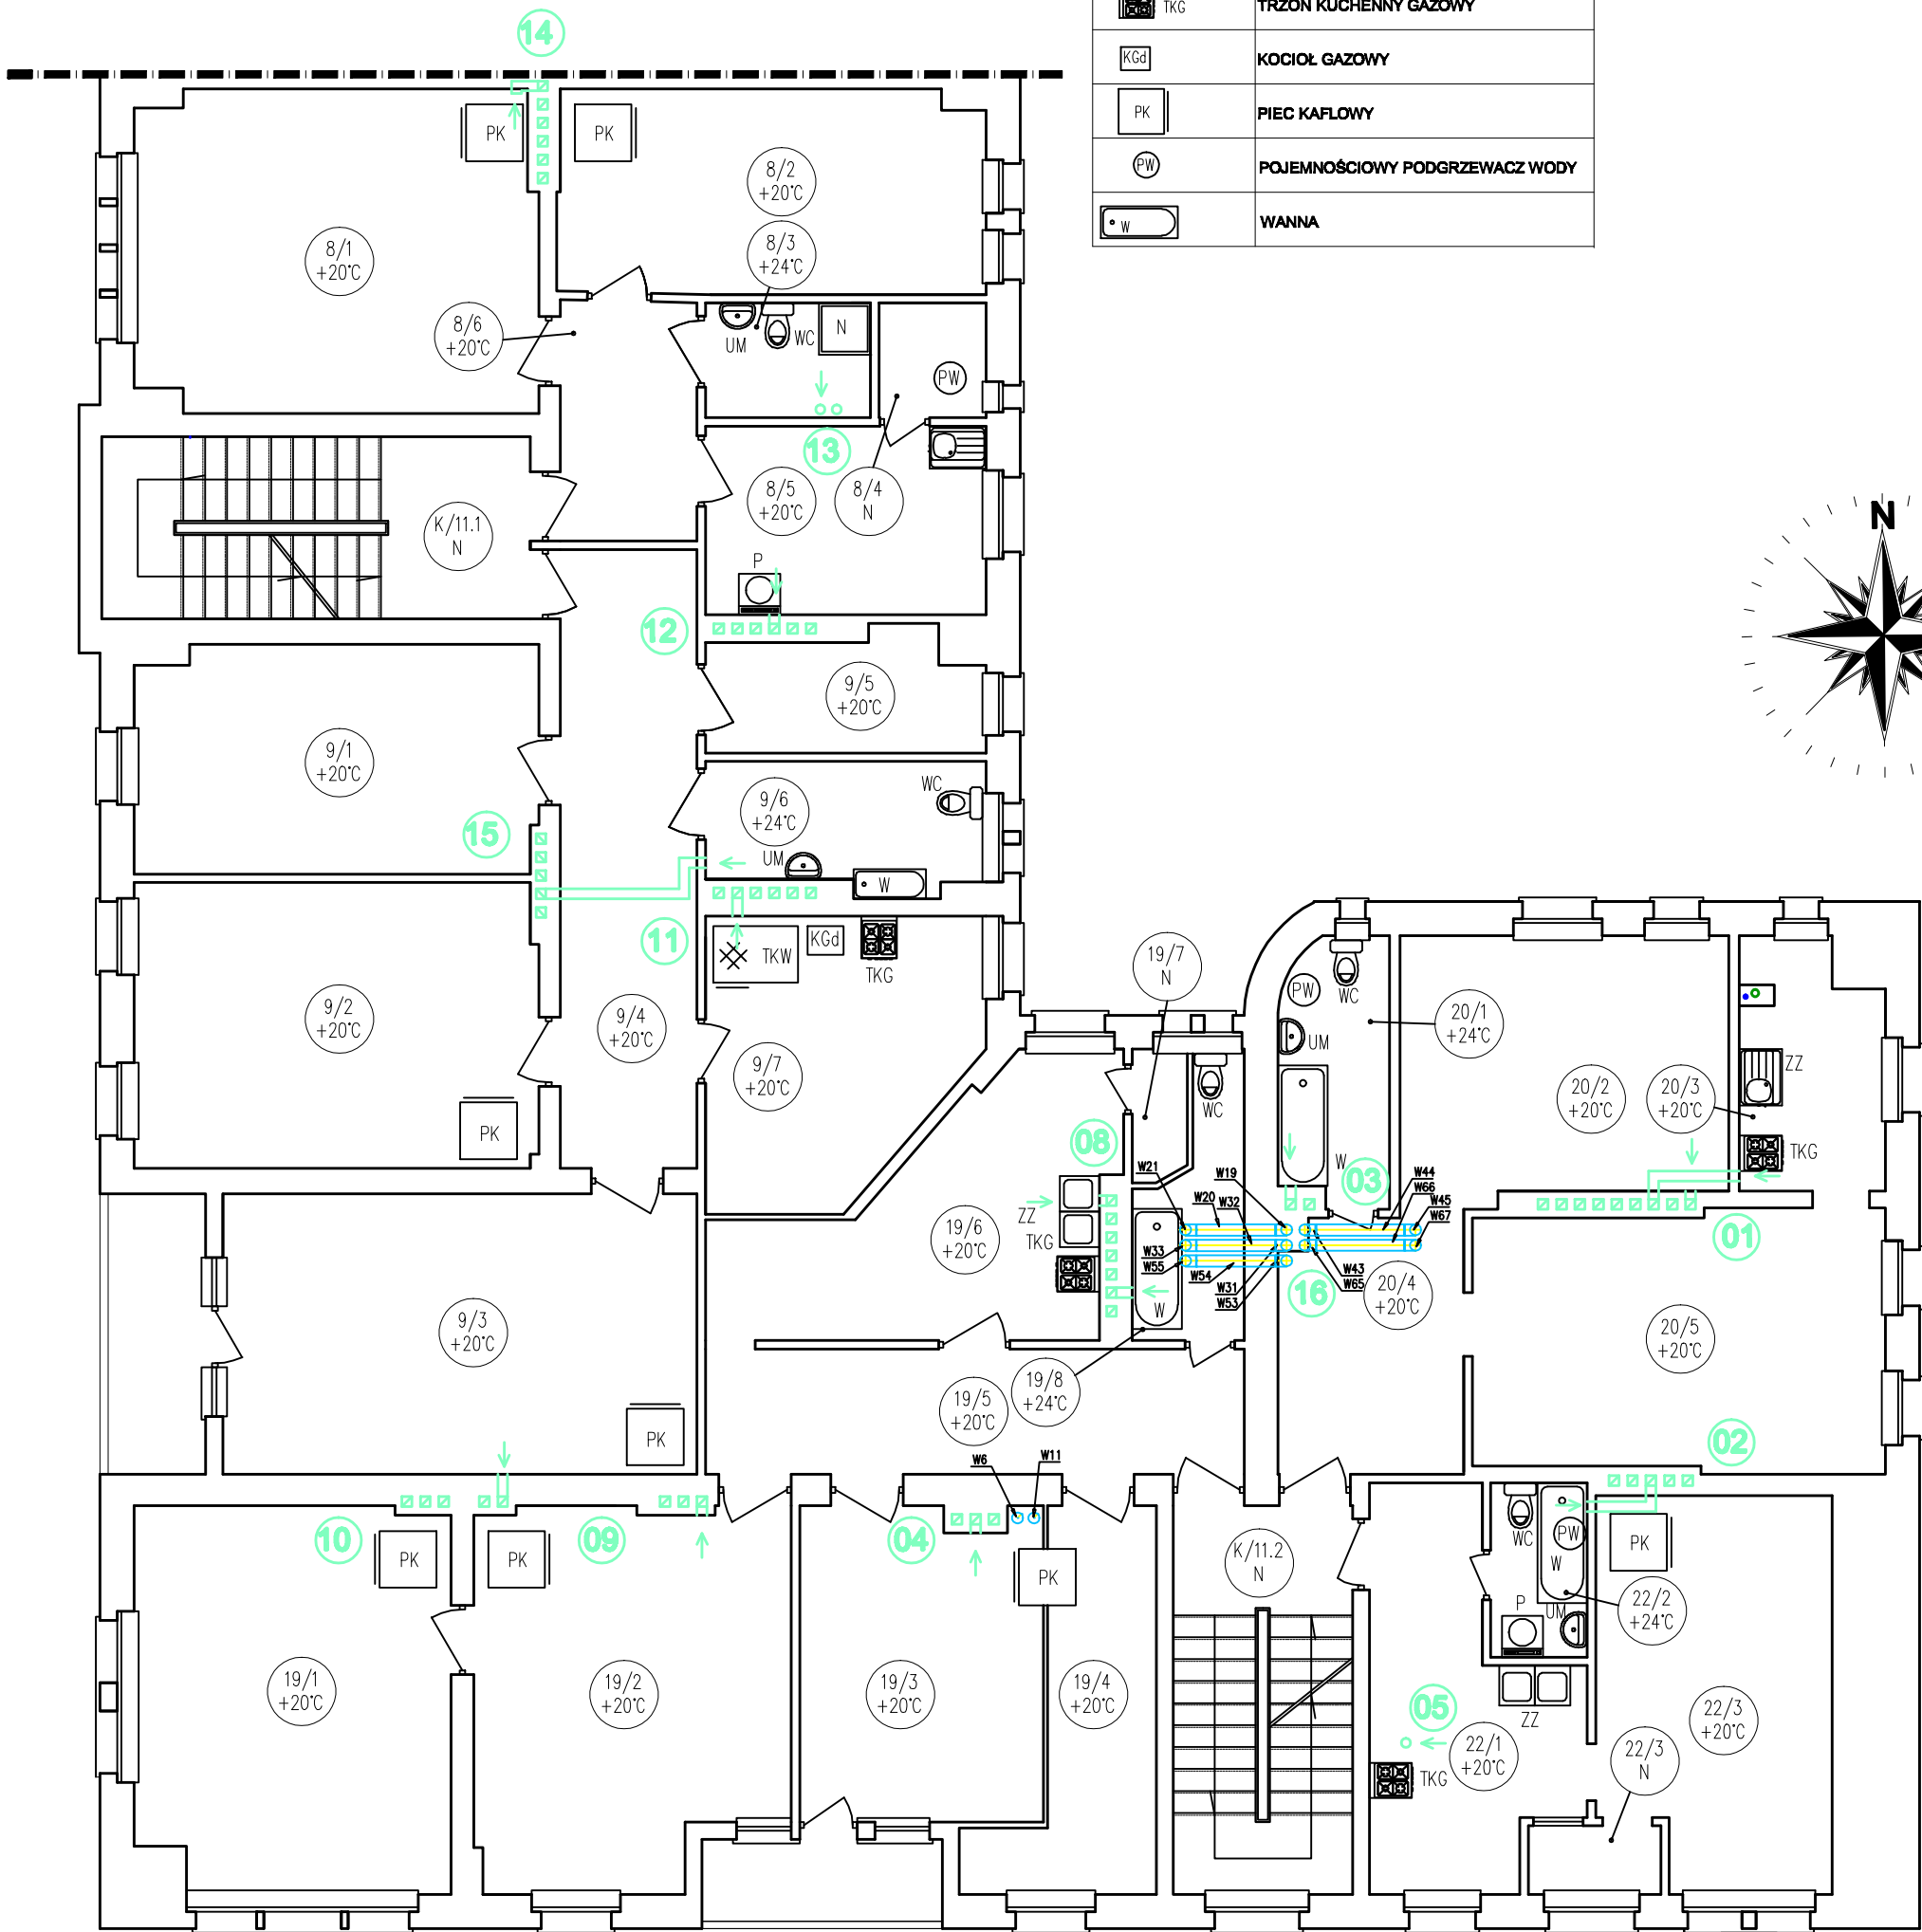 TKG
TRZON KUCHENNY GAZOWY
KGd
KOCIOŁ GAZOWY
PK
PIEC KAFLOWY
PW
POJEMNOŚCIOWY PODGRZEWACZ WODY
W
WANNA
14
PK
PK
8/2
+20°C
8/1
+20°C
8/3
+24°C
8/6
+20°C
UM
WC
N
PW
13
8/5
+20°C
8/4
N
K/11.1
N
N
P
12
9/5
+20°C
9/1
+20°C
9/6
+24°C
WC
15
UM
W
11
TKW
KGd
TKG
19/7
N
PW
WC
UM
20/1
+24°C
9/2
+20°C
9/4
+20°C
9/7
+20°C
20/2
+20°C
20/3
+20°C
ZZ
TKG
PK
WC
08
W21
W19
W
03
W44
W66
W20
W32
W45
W67
ZZ
TKG
19/6
+20°C
W33
W55
W54
W31
W53
W43
W65
01
16
20/4
+20°C
W
9/3
+20°C
20/5
+20°C
19/8
+24°C
19/5
+20°C
PK
02
W6
W11
10
PK
PK
09
04
PK
K/11.2
N
WC
PW
W
PK
P
UM
22/2
+24°C
19/1
+20°C
19/2
+20°C
19/3
+20°C
19/4
+20°C
05
ZZ
22/3
+20°C
22/1
+20°C
22/3
N
TKG